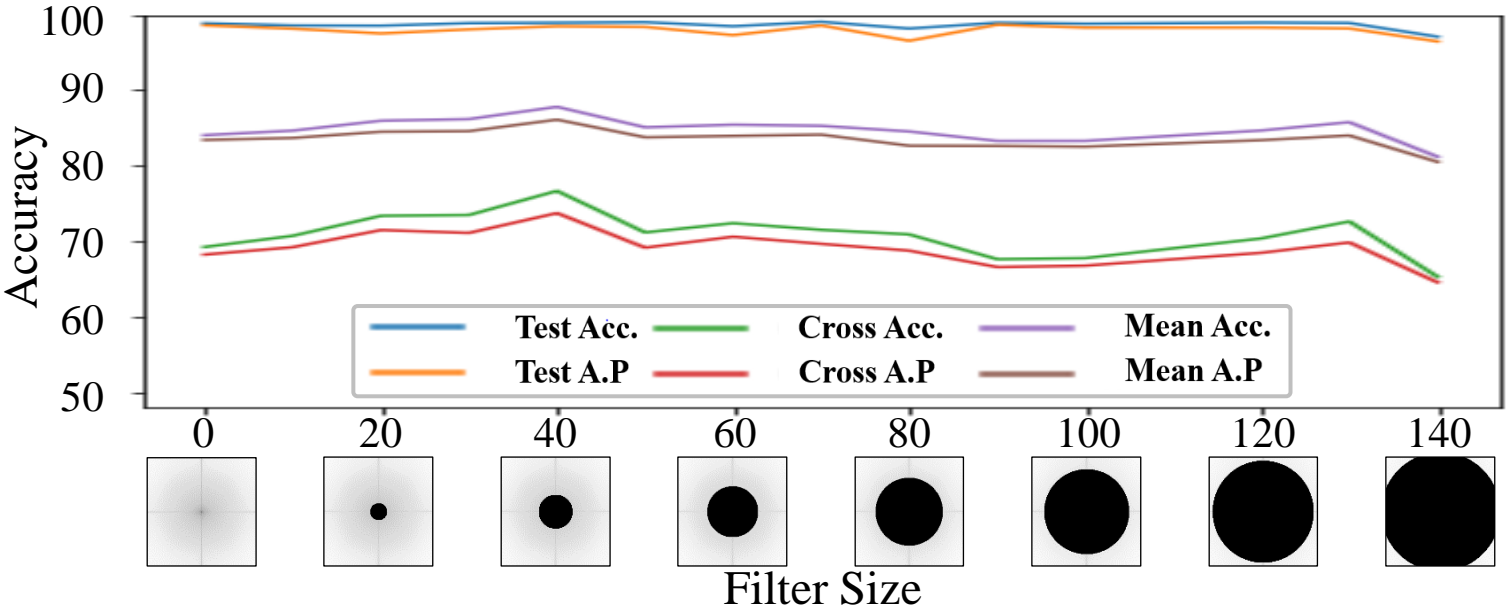 100
90
80
70
60
50
Accuracy
Test Acc. Cross Acc. Mean Acc.
Test A.P Cross A.P Mean A.P
0 20 40 60 80 100 120 140
Filter Size